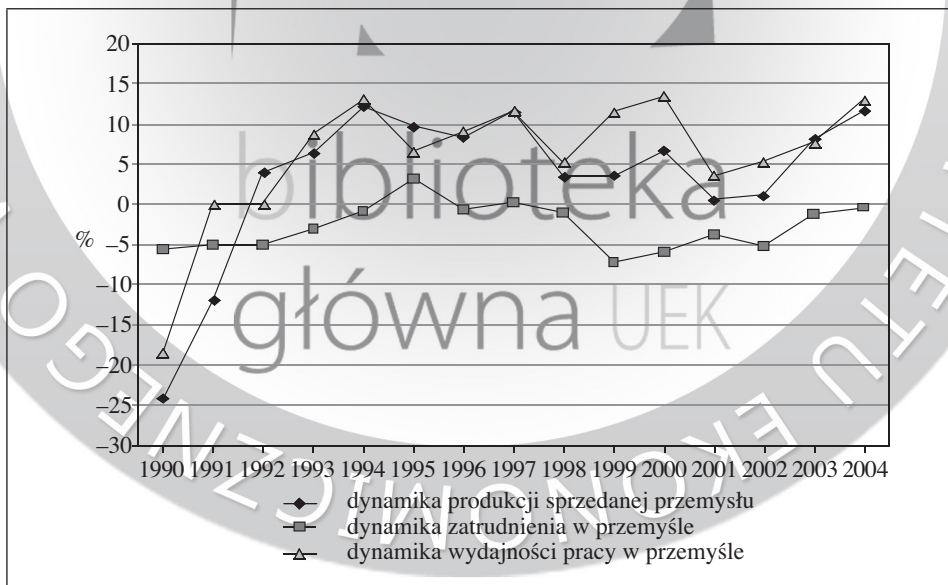 20
15
10
5
0
%
–5
–10
–15
–20
–25
–30
biblioteka
główna UEK
1990 1991 1992 1993 1994 1995 1996 1997 1998 1999 2000 2001 2002 2003 2004
dynamika produkcji sprzedanej przemysłu
dynamika zatrudnienia w przemyśle
dynamika wydajności pracy w przemyśle
ETU EKONOMICZNEGO